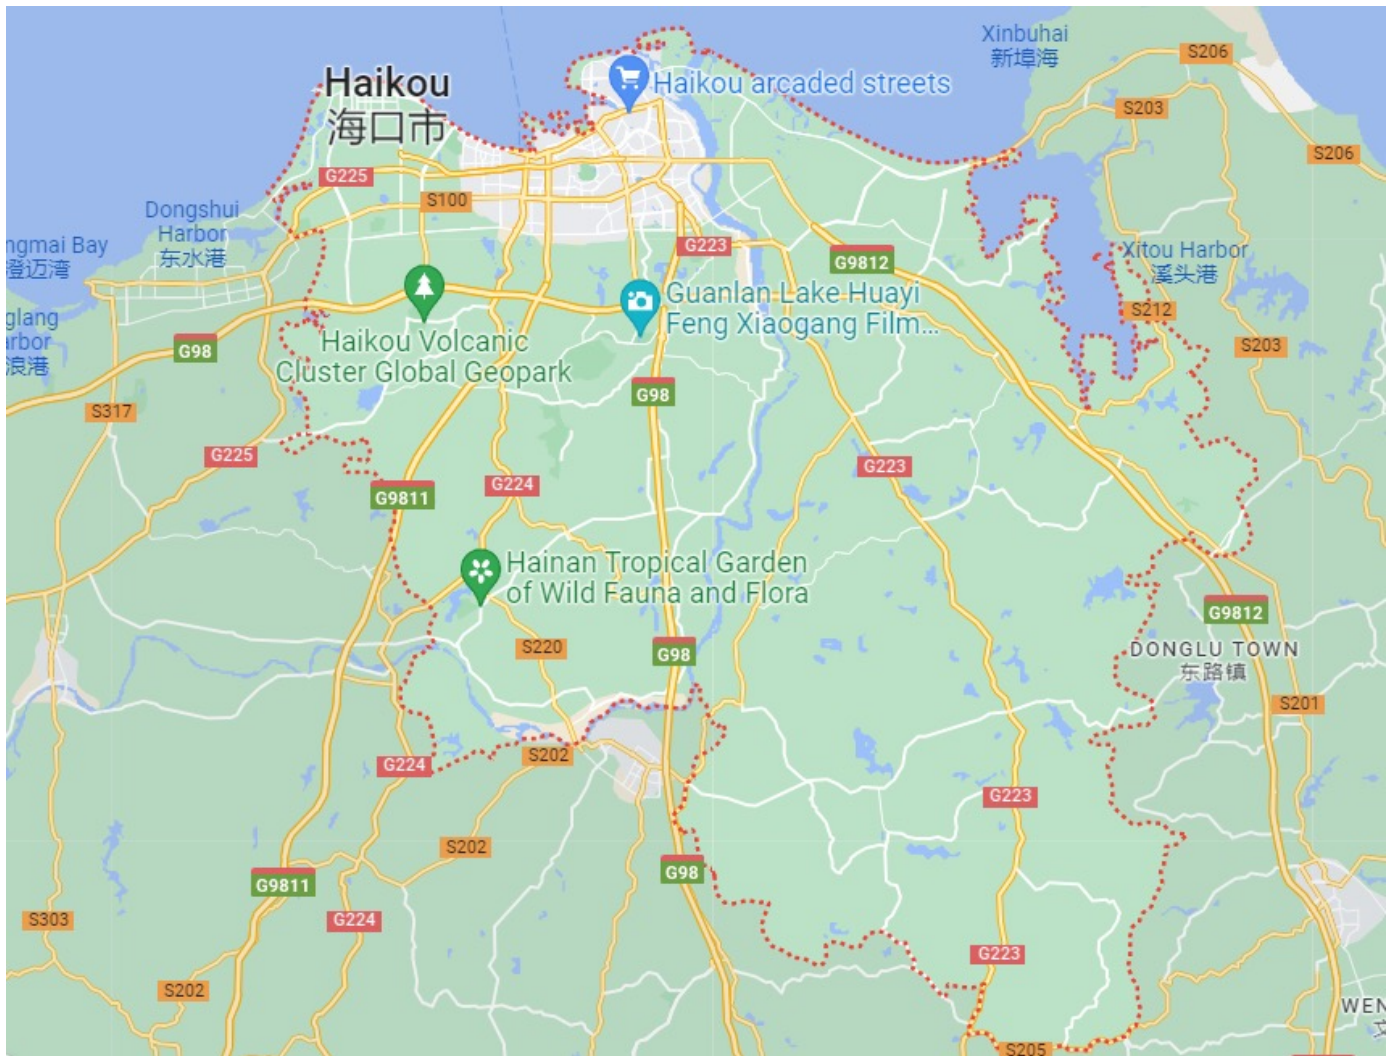 Xinbuhai
新埠海
S206
Haikou
海口市
Haikou arcaded streets
S203
S206
G225
S100
Dongshui
Harbor
东水港
ngmai Bay
澄迈湾
G223
G9812
Xitou Harbor
溪头港
Guanlan Lake Huayi
Feng Xiaogang Film...
S212
glang
arbor
浪港
G98
Haikou Volcanic
Cluster Global Geopark
S203
G98
S317
G225
G223
G9811
G224
Hainan Tropical Garden
of Wild Fauna and Flora
G9812
S220
G98
DONGLU TOWN
东路镇
S201
S202
G224
G223
S202
G98
G9811
S303
G224
G223
S202
WEN
S205